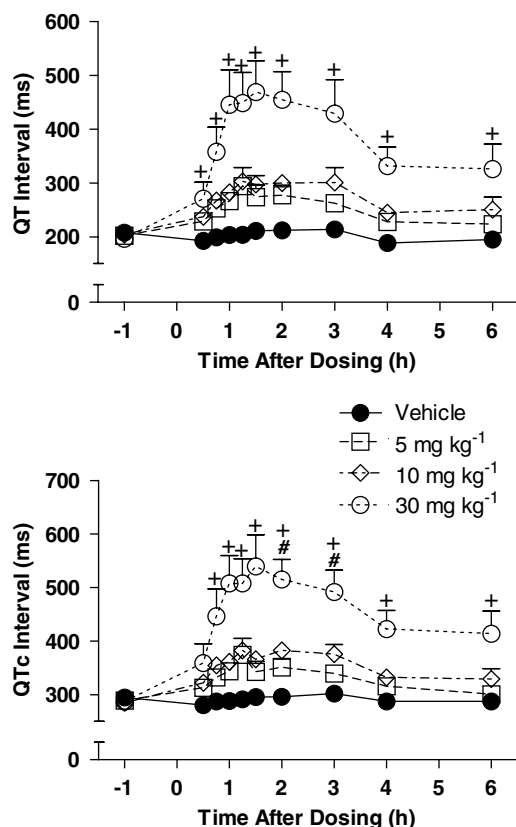 600
500
400
300
200
0
QT Interval (ms)
+ + + + + + + + +
-1 0 1 2 3 4 5 6
Time After Dosing (h)
Vehicle
5 mg kg⁻¹
10 mg kg⁻¹
30 mg kg⁻¹
700
600
500
400
300
0
QTc Interval (ms)
+ + + + + + + +
# #
-1 0 1 2 3 4 5 6
Time After Dosing (h)